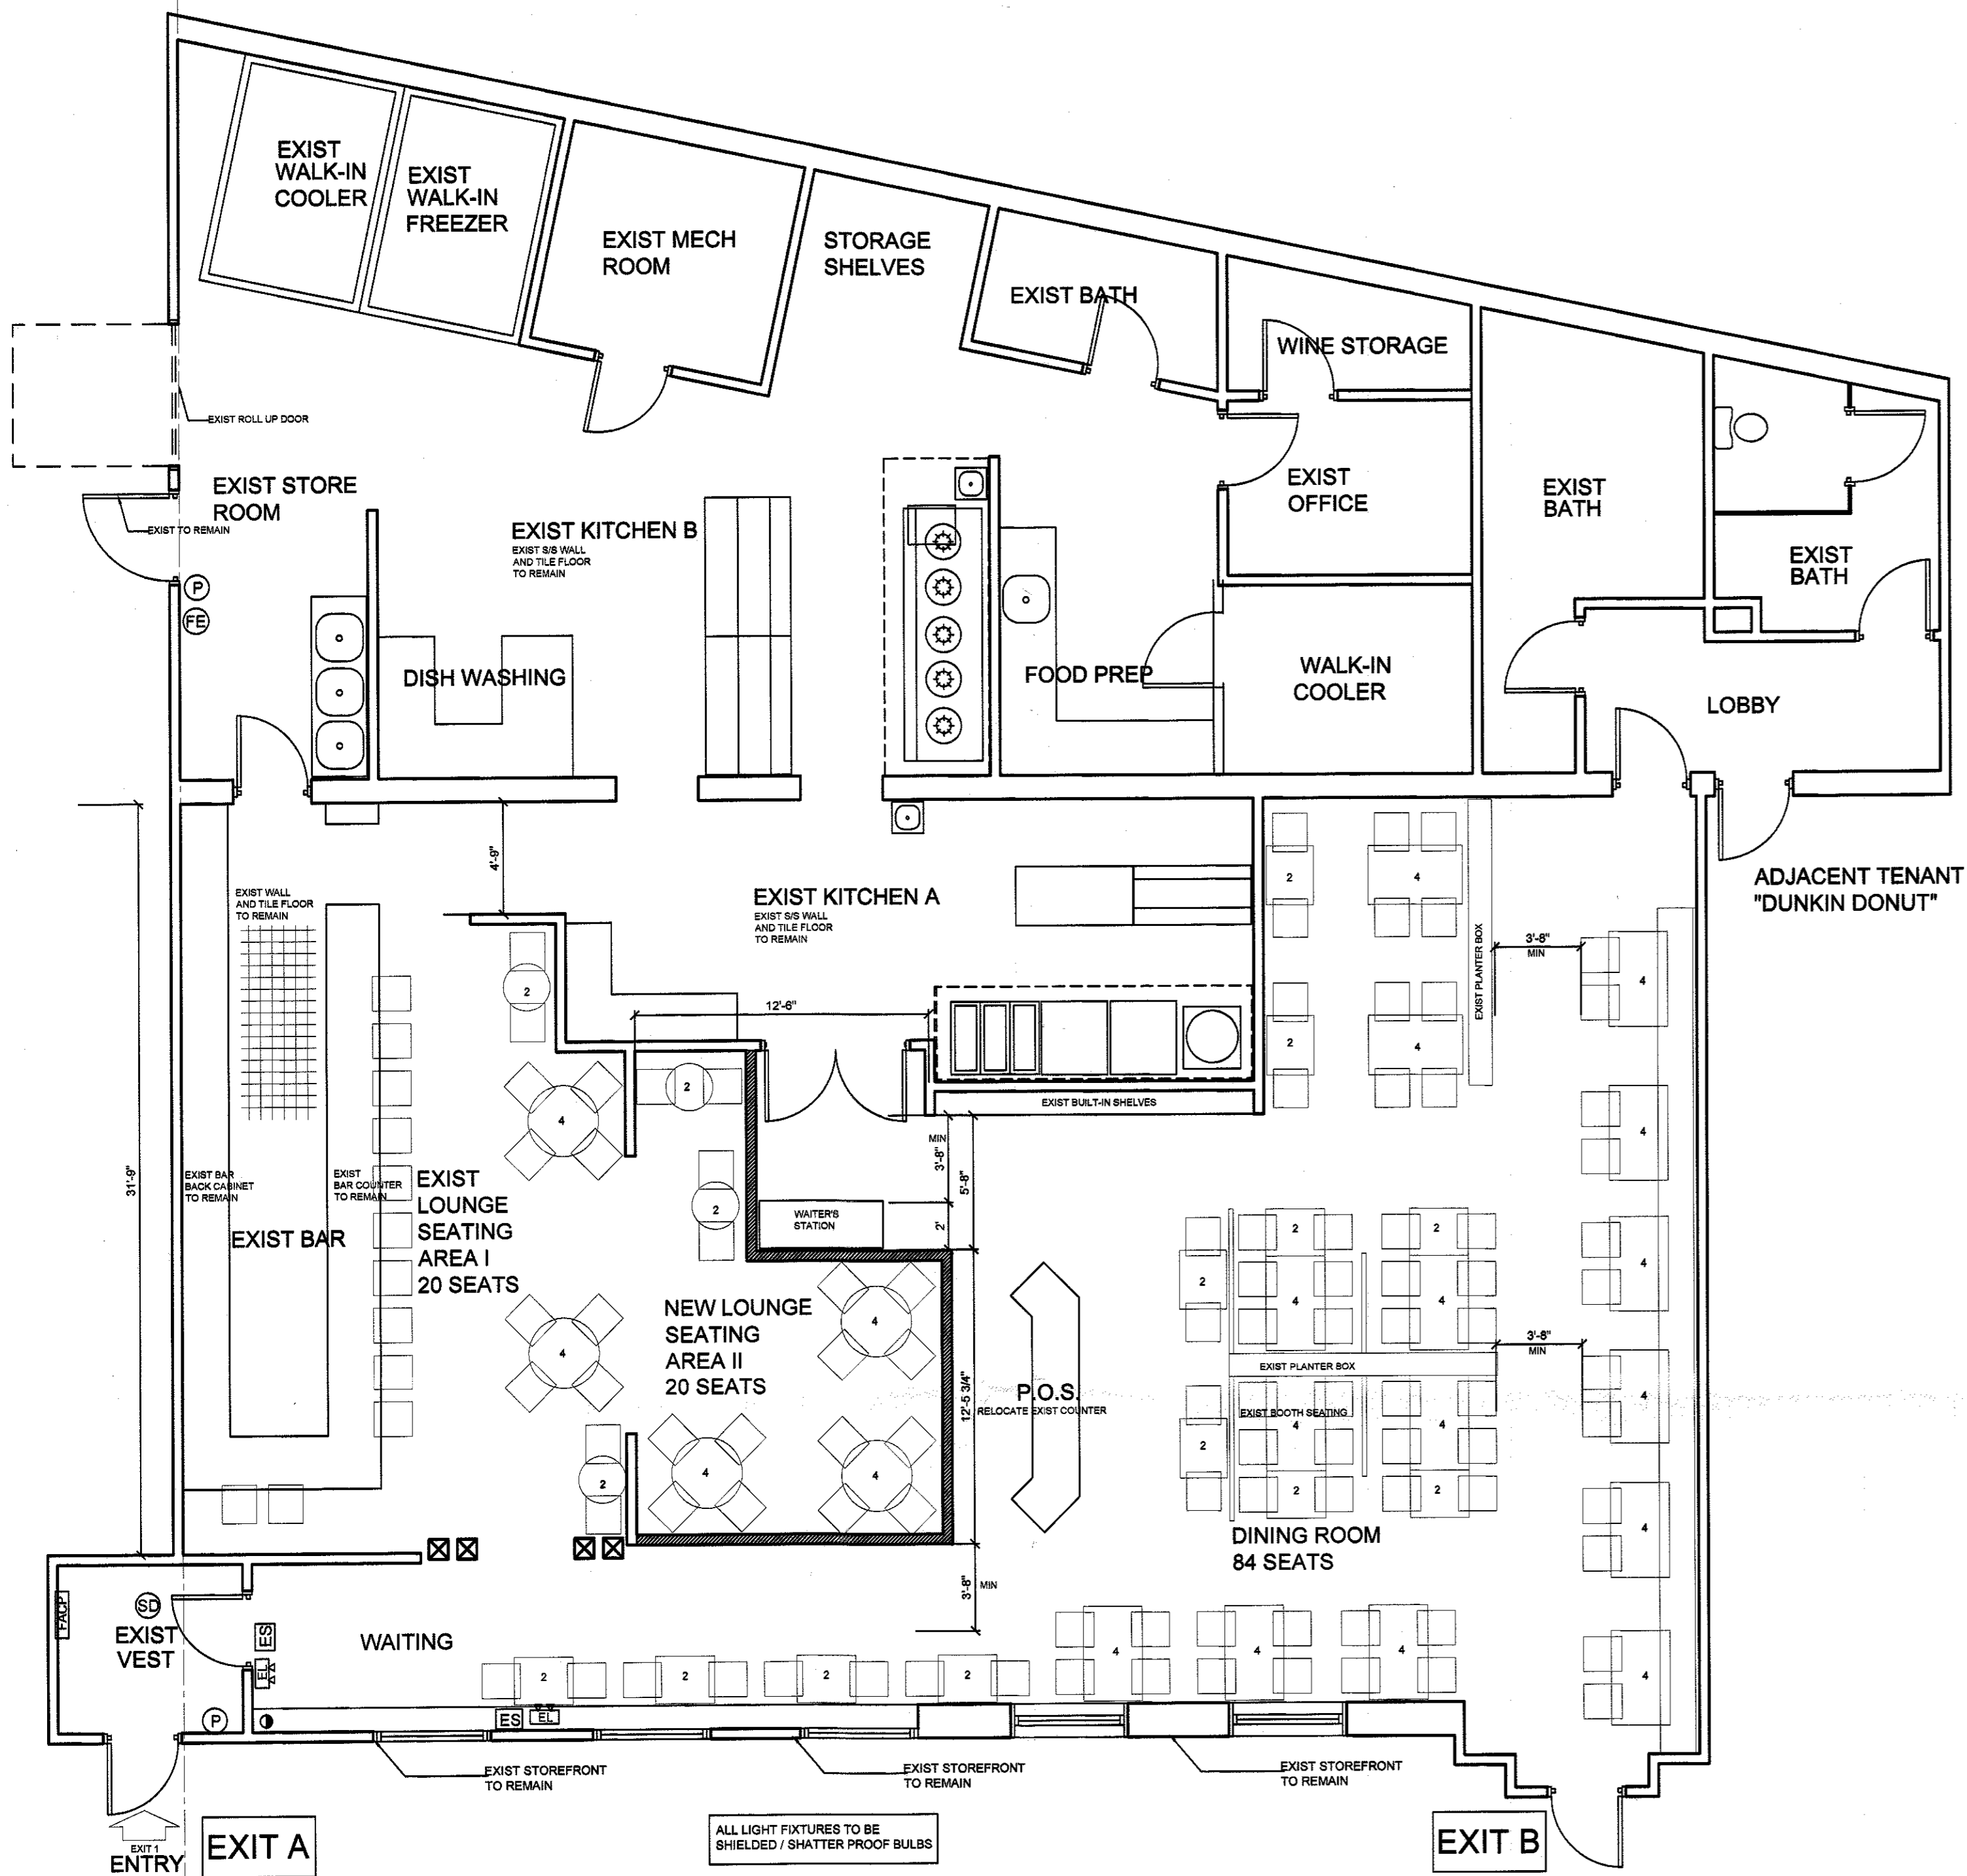 EXIST
WALK-IN
COOLER
EXIST
WALK-IN
FREEZER
EXIST MECH
ROOM
STORAGE
SHELVES
EXIST BATH
WINE STORAGE
EXIST ROLL UP DOOR
EXIST STORE
ROOM
EXIST TO REMAIN
EXIST KITCHEN B
EXIST S/S WALL
AND TILE FLOOR
TO REMAIN
EXIST
OFFICE
EXIST
BATH
EXIST
BATH
P
FE
DISH WASHING
FOOD PREP
WALK-IN
COOLER
LOBBY
4'-9"
EXIST WALL
AND TILE FLOOR
TO REMAIN
EXIST KITCHEN A
EXIST S/S WALL
AND TILE FLOOR
TO REMAIN
2
4
EXIST PLANTER BOX
3'-8"
MIN
4
ADJACENT TENANT
"DUNKIN DONUT"
2
12'-6"
2
4
2
4
EXIST BUILT-IN SHELVES
4
31'-9"
EXIST BAR
BACK CABINET
TO REMAIN
EXIST
BAR COUNTER
TO REMAIN
EXIST BAR
EXIST
LOUNGE
SEATING
AREA I
20 SEATS
2
WAITER'S
STATION
MIN
3'-8"
5'-8"
2'
2
2
2
4
4
4
4
NEW LOUNGE
SEATING
AREA II
20 SEATS
4
4
12'-5 3/4"
P.O.S.
RELOCATE EXIST COUNTER
EXIST PLANTER BOX
3'-8"
MIN
4
EXIST BOOTH SEATING
4
4
2
2
2
2
4
4
4
DINING ROOM
84 SEATS
FACP
SD
EXIST
VEST
ES
EL
WAITING
3'-8"
MIN
2
2
2
2
4
4
4
4
P
ES
EL
EXIST STOREFRONT
TO REMAIN
EXIST STOREFRONT
TO REMAIN
EXIST STOREFRONT
TO REMAIN
EXIT 1
ENTRY
EXIT A
ALL LIGHT FIXTURES TO BE
SHIELDED / SHATTER PROOF BULBS
EXIT B